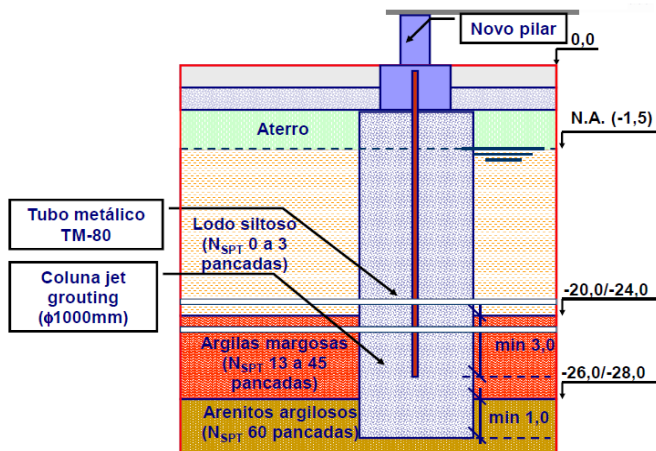 Novo pilar
0,0
Aterro
N.A. (-1,5)
Tubo metálico
TM-80
Lodo siltoso
(NSPT 0 a 3
pancadas)
Coluna jet
grouting
(ϕ1000mm)
-20,0/-24,0
Argilas margosas
(NSPT 13 a 45
pancadas)
min 3,0
-26,0/-28,0
Arenitos argilosos
(NSPT 60 pancadas)
min 1,0